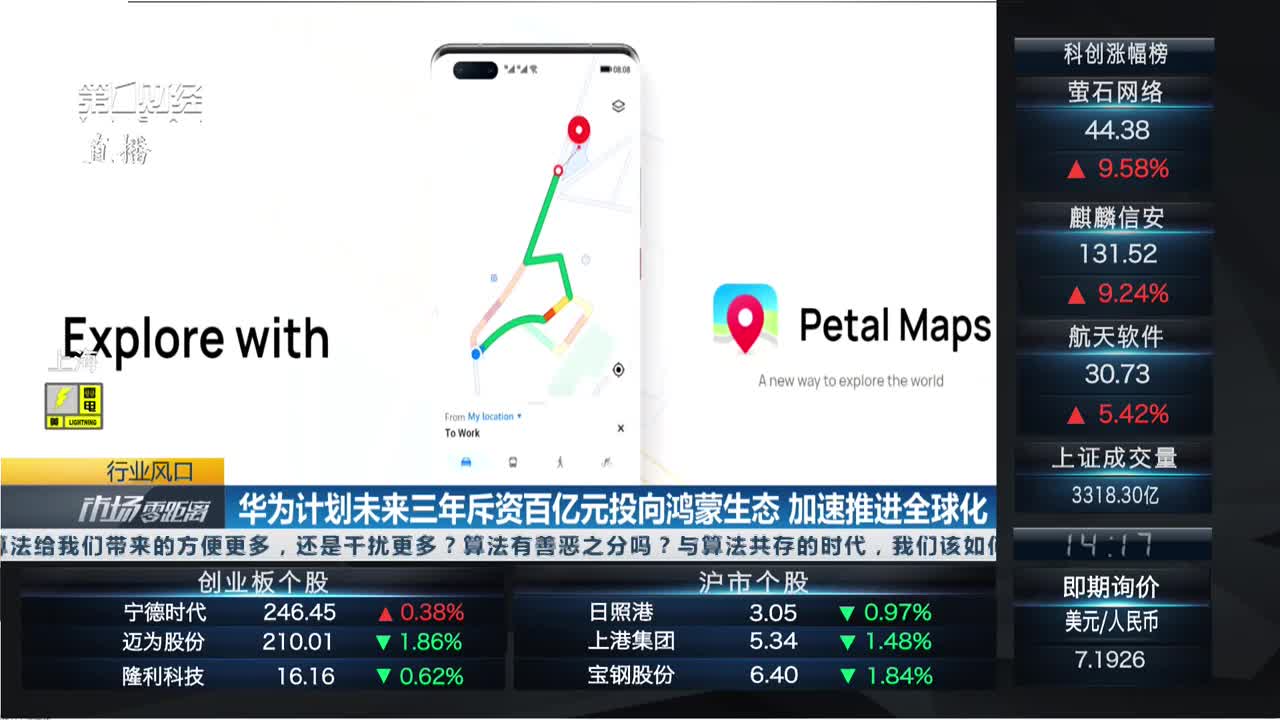 第一财经
YICAI
直播
08:08
Explore with
Petal Maps
A new way to explore the world
From My location
To Work
上海
雷电
黄 LIGHTNING
行业风口
市场零距离
华为计划未来三年斥资百亿元投向鸿蒙生态 加速推进全球化
算法给我们带来的方便更多，还是干扰更多？算法有善恶之分吗？与算法共存的时代，我们该如何
创业板个股
宁德时代 246.45 ▲ 0.38%
迈为股份 210.01 ▼ 1.86%
隆利科技 16.16 ▼ 0.62%
沪市个股
日照港 3.05 ▼ 0.97%
上港集团 5.34 ▼ 1.48%
宝钢股份 6.40 ▼ 1.84%
科创涨幅榜
萤石网络
44.38
▲ 9.58%
麒麟信安
131.52
▲ 9.24%
航天软件
30.73
▲ 5.42%
上证成交量
3318.30亿
14:17
即期询价
美元/人民币
7.1926